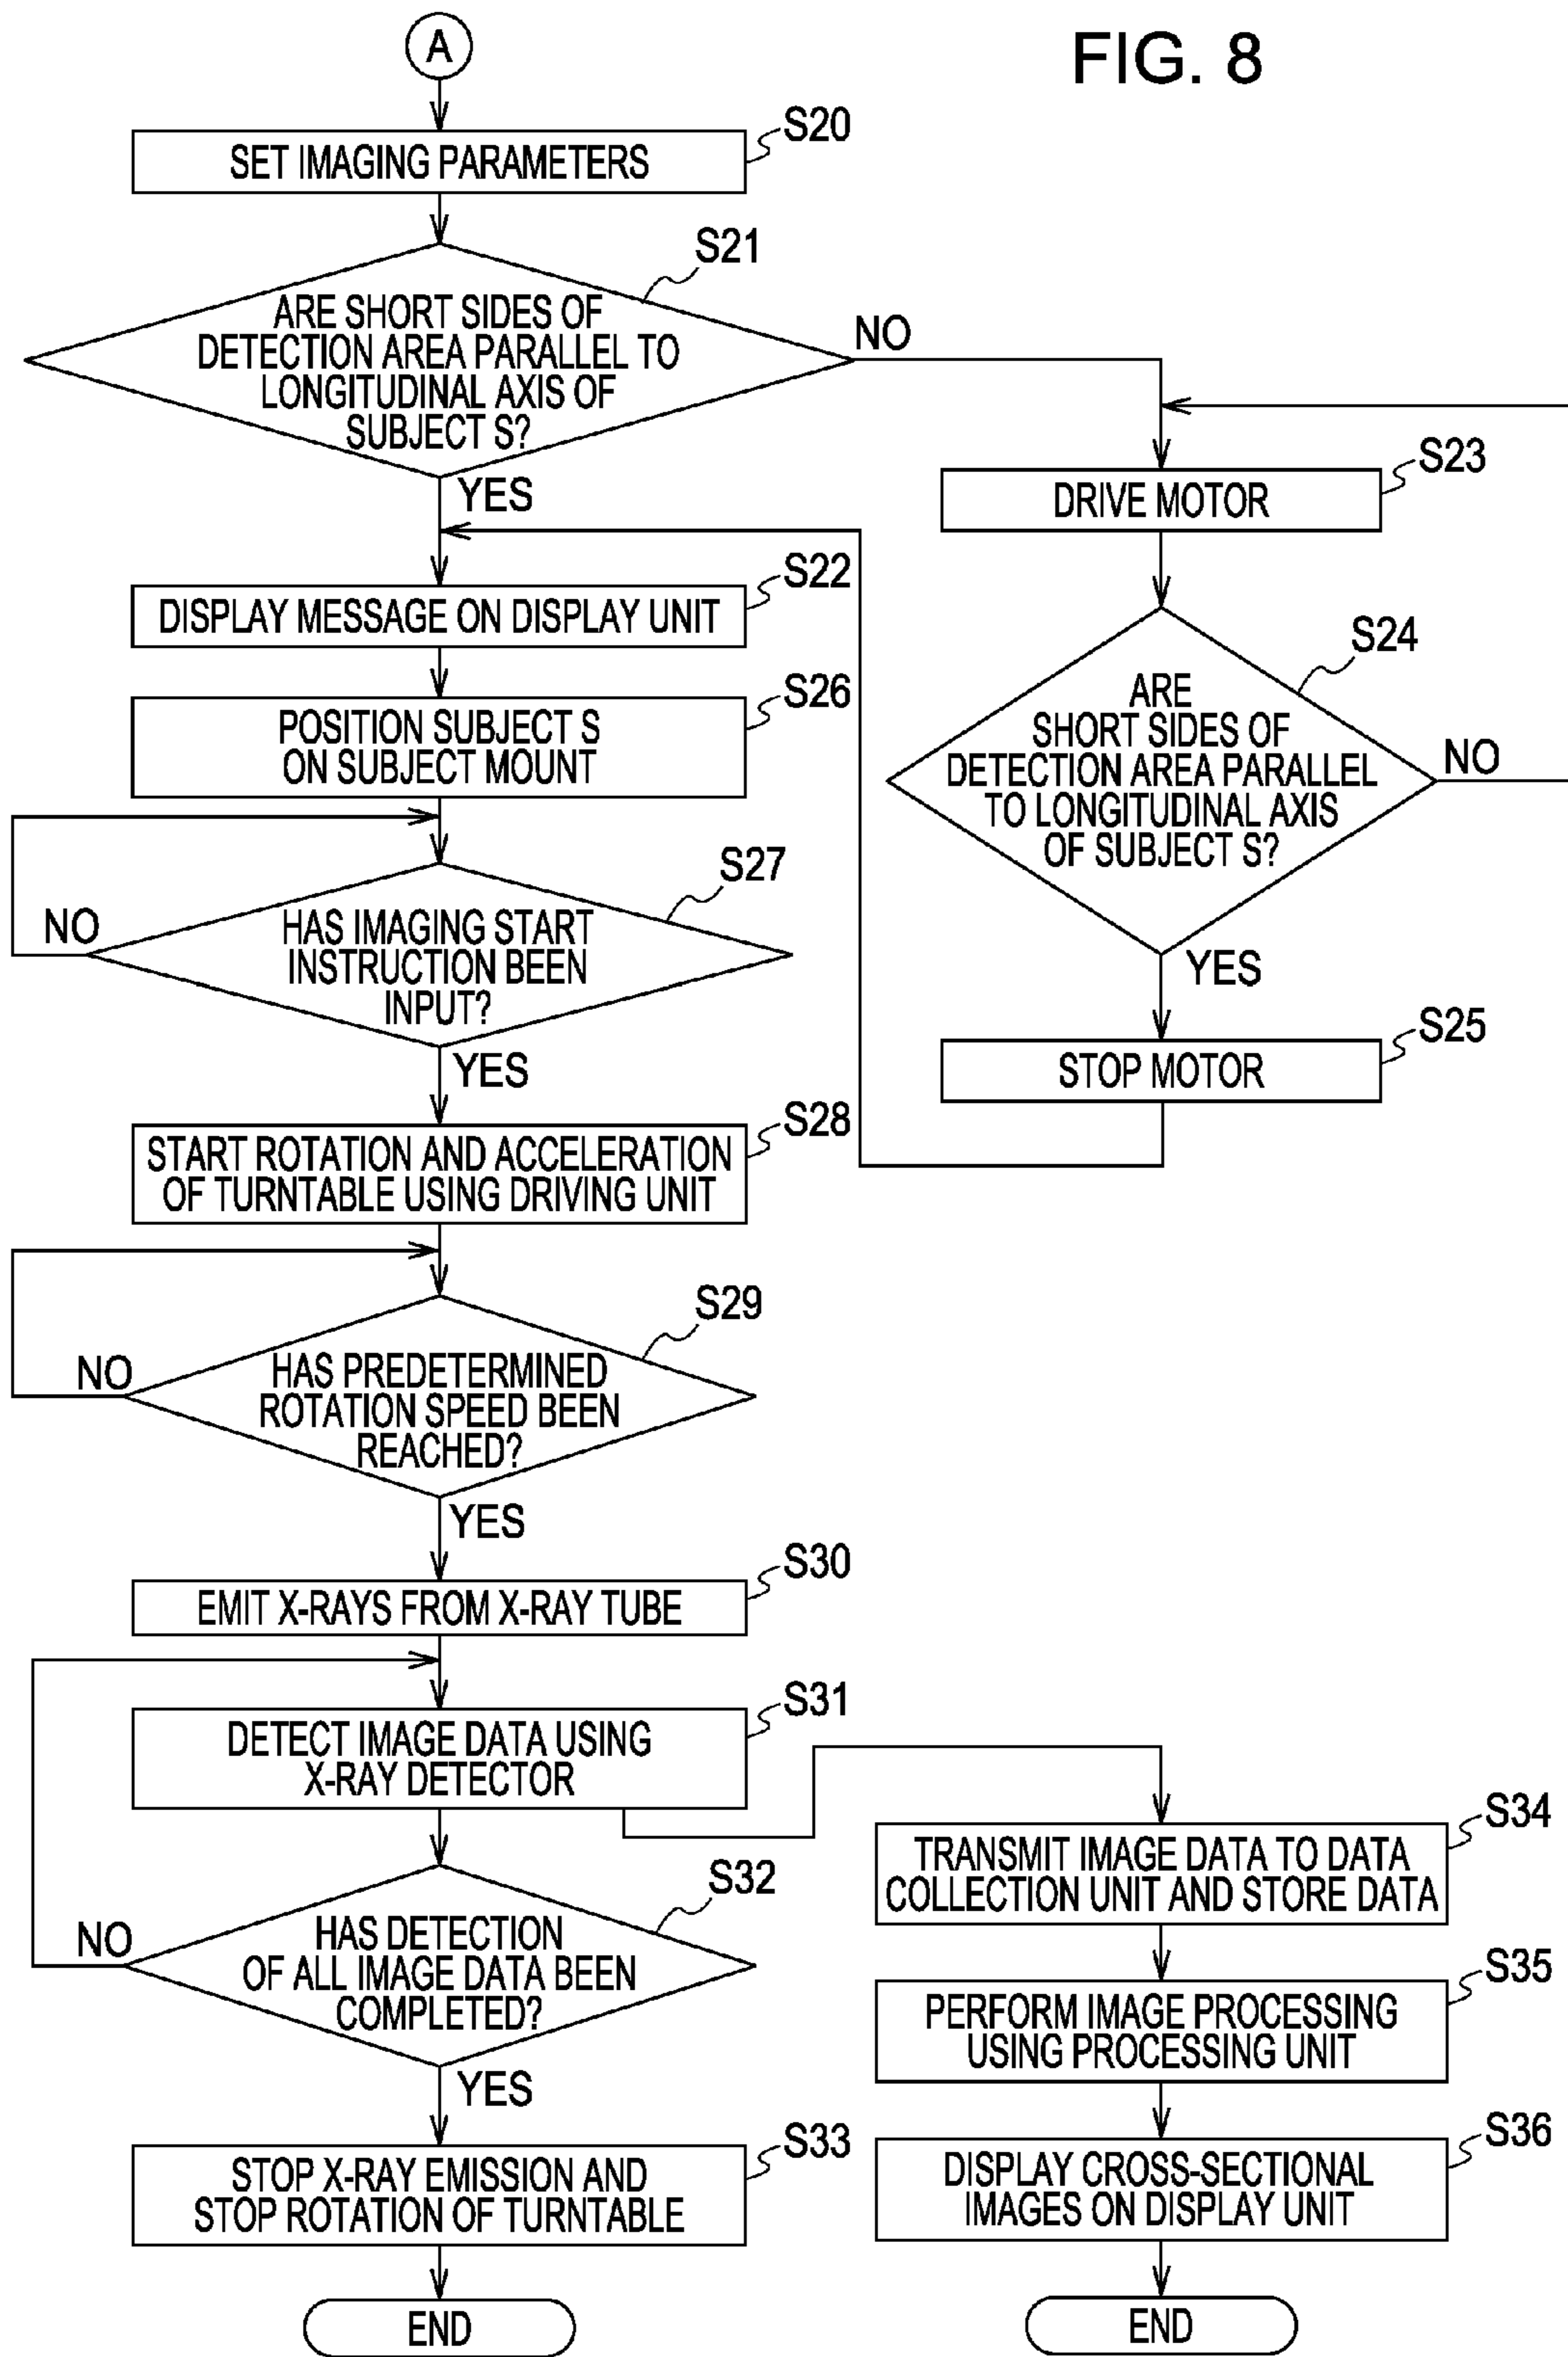 FIG. 8
A
S20
SET IMAGING PARAMETERS
S21
ARE SHORT SIDES OF
DETECTION AREA PARALLEL TO
LONGITUDINAL AXIS OF
SUBJECT S?
NO
YES
S22
DISPLAY MESSAGE ON DISPLAY UNIT
S23
DRIVE MOTOR
S24
ARE
SHORT SIDES OF
DETECTION AREA PARALLEL
TO LONGITUDINAL AXIS
OF SUBJECT S?
NO
YES
S25
STOP MOTOR
S26
POSITION SUBJECT S
ON SUBJECT MOUNT
S27
HAS IMAGING START
INSTRUCTION BEEN
INPUT?
NO
YES
S28
START ROTATION AND ACCELERATION
OF TURNTABLE USING DRIVING UNIT
S29
HAS PREDETERMINED
ROTATION SPEED BEEN
REACHED?
NO
YES
S30
EMIT X-RAYS FROM X-RAY TUBE
S31
DETECT IMAGE DATA USING
X-RAY DETECTOR
S32
HAS DETECTION
OF ALL IMAGE DATA BEEN
COMPLETED?
NO
YES
S33
STOP X-RAY EMISSION AND
STOP ROTATION OF TURNTABLE
END
S34
TRANSMIT IMAGE DATA TO DATA
COLLECTION UNIT AND STORE DATA
S35
PERFORM IMAGE PROCESSING
USING PROCESSING UNIT
S36
DISPLAY CROSS-SECTIONAL
IMAGES ON DISPLAY UNIT
END